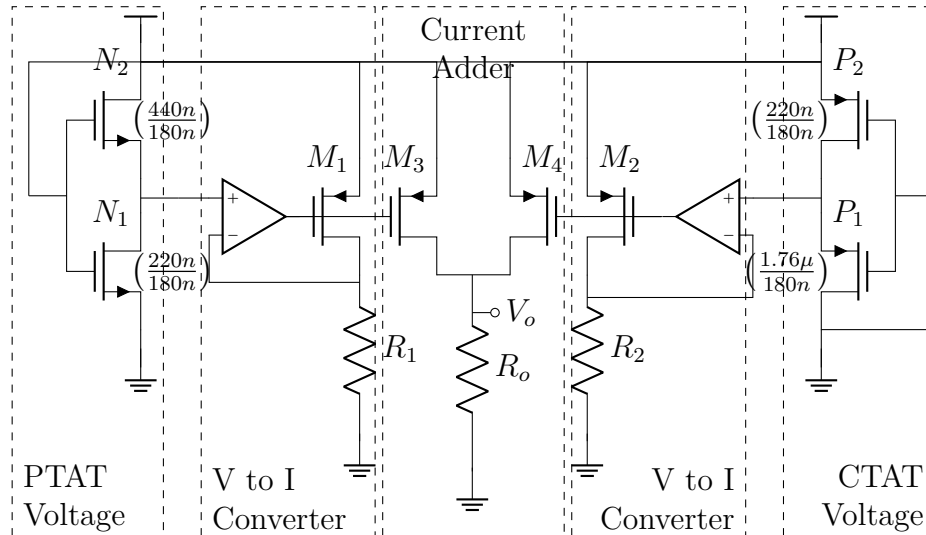 Current
Adder
N₂
P₂
(440n/180n)
(220n/180n)
M₁
M₃
M₄
M₂
N₁
+
−
+
−
P₁
(220n/180n)
(1.76μ/180n)
Vₒ
R₁
Rₒ
R₂
PTAT
Voltage
V to I
Converter
V to I
Converter
CTAT
Voltage